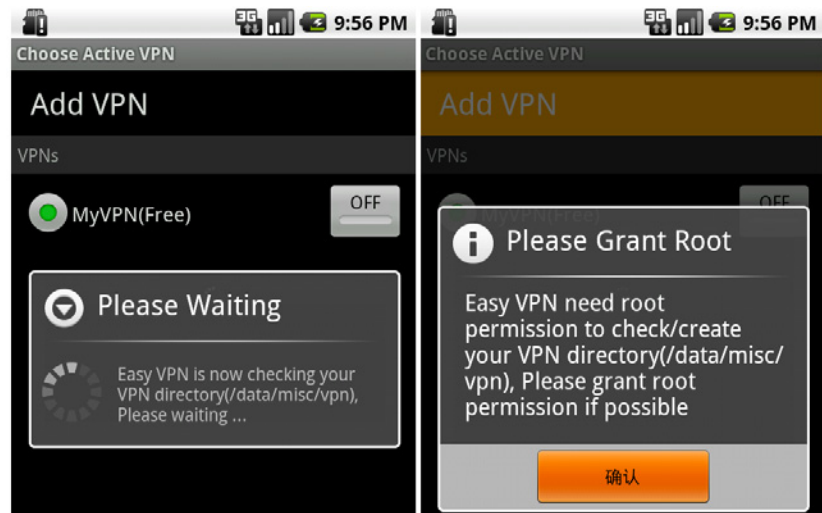 3G 9:56 PM
Choose Active VPN
Add VPN
VPNs
MyVPN(Free)
OFF
Please Waiting
Easy VPN is now checking your
VPN directory(/data/misc/vpn),
Please waiting ...
3G 9:56 PM
Choose Active VPN
Add VPN
VPNs
MyVPN(Free)
OFF
Please Grant Root
Easy VPN need root
permission to check/create
your VPN directory(/data/misc/
vpn), Please grant root
permission if possible
确认